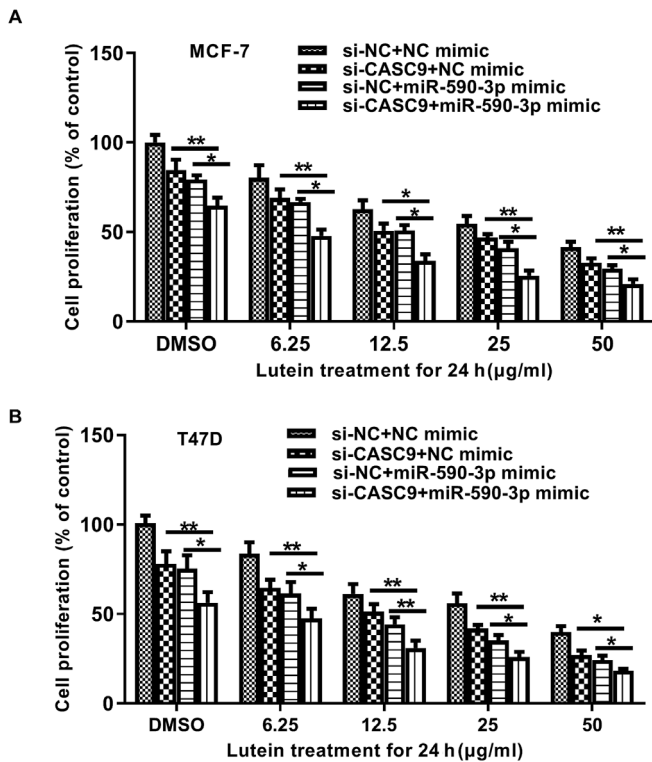 A
MCF-7
si-NC+NC mimic
si-CASC9+NC mimic
si-NC+miR-590-3p mimic
si-CASC9+miR-590-3p mimic
Cell proliferation (% of control)
150
100
50
0
** * ** * * * ** * ** *
DMSO 6.25 12.5 25 50
Lutein treatment for 24 h(μg/ml)
B
T47D
si-NC+NC mimic
si-CASC9+NC mimic
si-NC+miR-590-3p mimic
si-CASC9+miR-590-3p mimic
Cell proliferation (% of control)
150
100
50
0
** * ** * ** ** ** * * *
DMSO 6.25 12.5 25 50
Lutein treatment for 24 h(μg/ml)